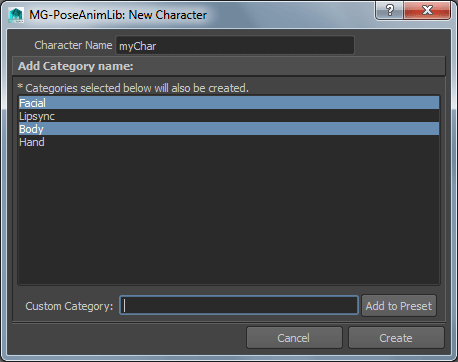 MG-PoseAnimLib: New Character
Character Name myChar
Add Category name:
* Categories selected below will also be created.
Facial
Lipsync
Body
Hand
Custom Category: Add to Preset
Cancel Create